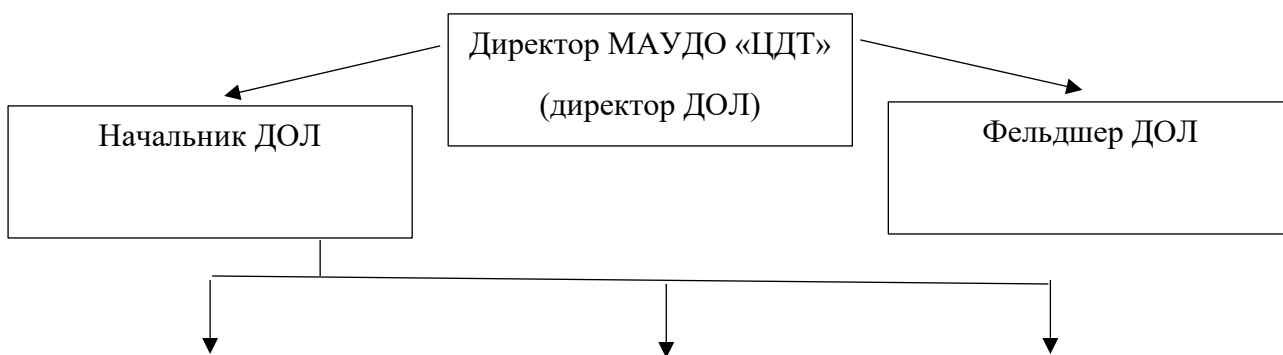 Директор МАУДО «ЦДТ»
(директор ДОЛ)
Начальник ДОЛ
Фельдшер ДОЛ